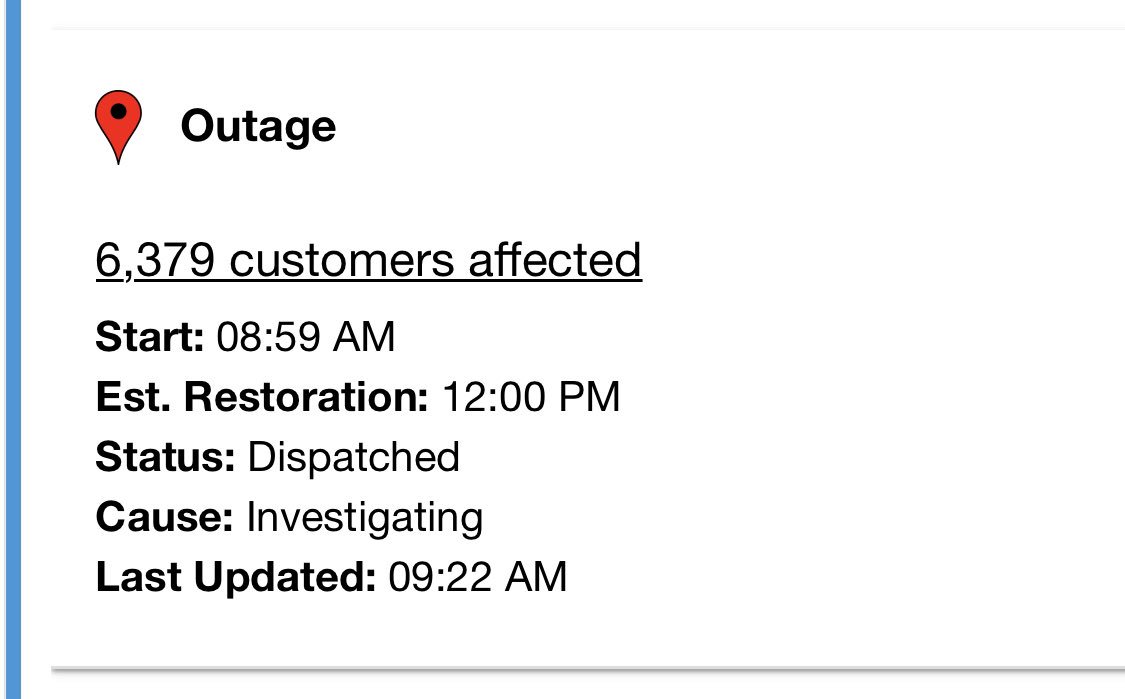 Outage
6,379 customers affected
Start: 08:59 AM
Est. Restoration: 12:00 PM
Status: Dispatched
Cause: Investigating
Last Updated: 09:22 AM